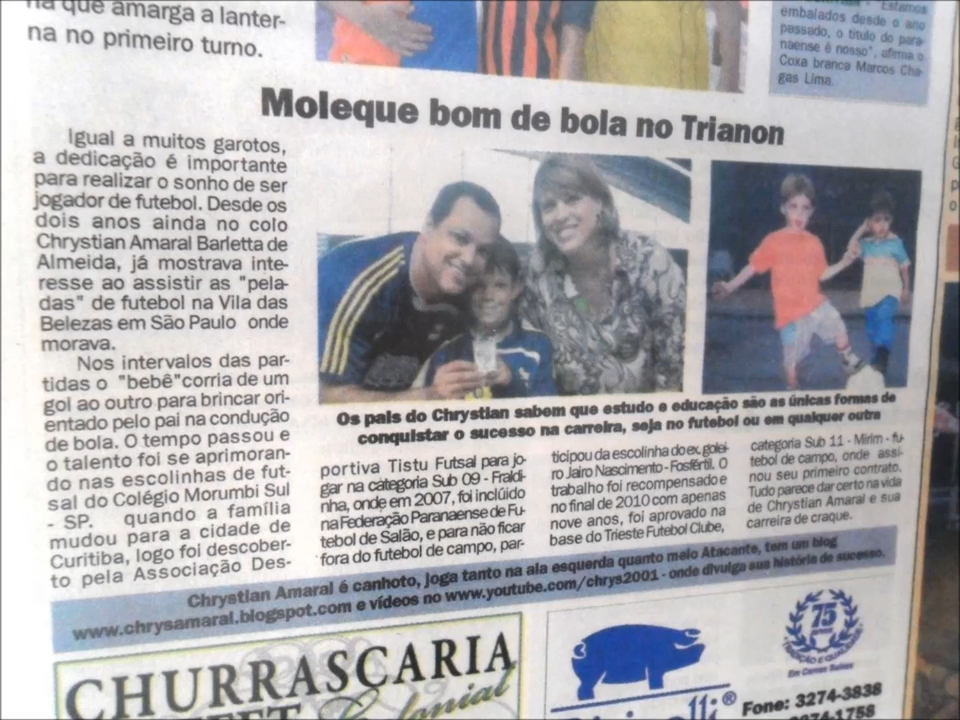 na que amarga a lanter-
na no primeiro turno.
"Estamos
embalados desde o ano
passado, o título do para-
naense é nosso", afirma o
Coxa branca Marcos Cha-
gas Lima.
Moleque bom de bola no Trianon
Igual a muitos garotos,
a dedicação é importante
para realizar o sonho de ser
jogador de futebol. Desde os
dois anos ainda no colo
Chrystian Amaral Barletta de
Almeida, já mostrava inte-
resse ao assistir as "pela-
das" de futebol na Vila das
Belezas em São Paulo onde
morava.
Nos intervalos das par-
tidas o "bebê"corria de um
gol ao outro para brincar ori-
entado pelo pai na condução
de bola. O tempo passou e
o talento foi se aprimoran-
do nas escolinhas de fut-
sal do Colégio Morumbi Sul
- SP. quando a família
mudou para a cidade de
Curitiba, logo foi descober-
to pela Associação Des-
Os pais do Chrystian sabem que estudo e educação são as únicas formas de
conquistar o sucesso na carreira, seja no futebol ou em qualquer outra
portiva Tistu Futsal para jo-
gar na categoria Sub 09 - Fraldi-
nha, onde em 2007, foi incluído
na Federação Paranaense de Fu-
tebol de Salão, e para não ficar
fora do futebol de campo, par-
ticipou da escolinha do ex. golei-
ro Jairo Nascimento - Fosfértil. O
trabalho foi recompensado e
no final de 2010 com apenas
nove anos, foi aprovado na
base do Trieste Futebol Clube,
categoria Sub 11 - Mirim - fu-
tebol de campo, onde assi-
nou seu primeiro contrato.
Tudo parece dar certo na vida
de Chrystian Amaral e sua
carreira de craque.
Chrystian Amaral é canhoto, joga tanto na ala esquerda quanto meio Atacante, tem um blog
www.chrysamaral.blogspot.com e vídeos no www.youtube.com/chrys2001 - onde divulga sua história de sucesso.
CHURRASCARIA
Colonial
75
TRADIÇÃO E QUALIDADE
Em Carnes Suínas
®
Fone: 3274-3838